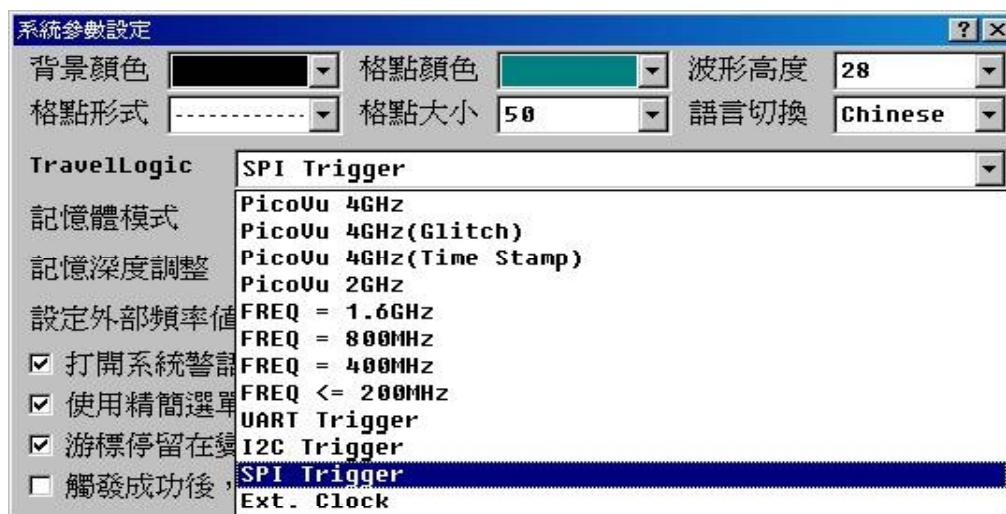 系統參數設定
背景顏色 格點顏色 波形高度 28
格點形式 格點大小 50 語言切換 Chinese
TravelLogic SPI Trigger
PicoVu 4GHz
記憶體模式
PicoVu 4GHz(Glitch)
PicoVu 4GHz(Time Stamp)
記憶深度調整
PicoVu 2GHz
FREQ = 1.6GHz
設定外部頻率值
FREQ = 800MHz
打開系統警語
FREQ = 400MHz
FREQ <= 200MHz
使用精簡選單
UART Trigger
游標停留在變
I2C Trigger
SPI Trigger
觸發成功後，
Ext. Clock